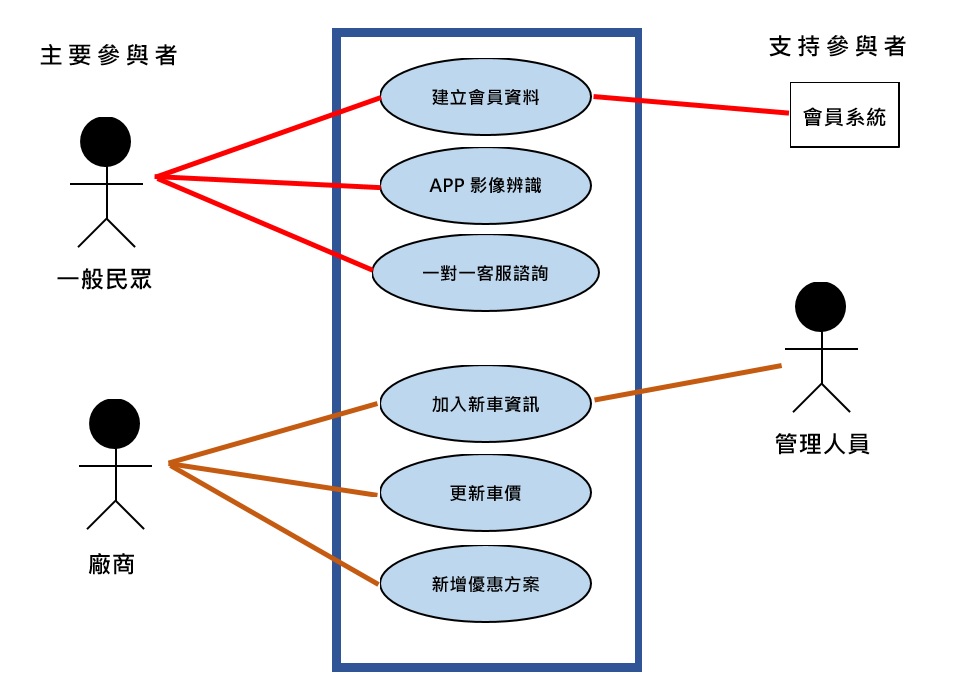 主要參與者
支持參與者
建立會員資料
會員系統
APP 影像辨識
一般民眾
一對一客服諮詢
加入新車資訊
管理人員
更新車價
廠商
新增優惠方案